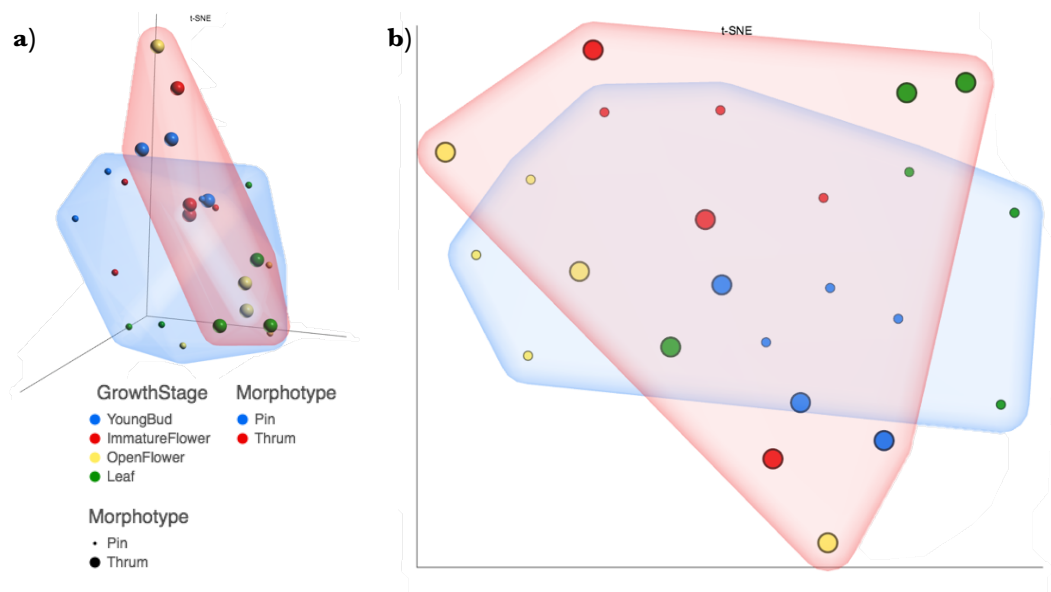 t-SNE
a)
b)
t-SNE
GrowthStage
YoungBud
ImmatureFlower
OpenFlower
Leaf
Morphotype
Pin
Thrum
Morphotype
Pin
Thrum